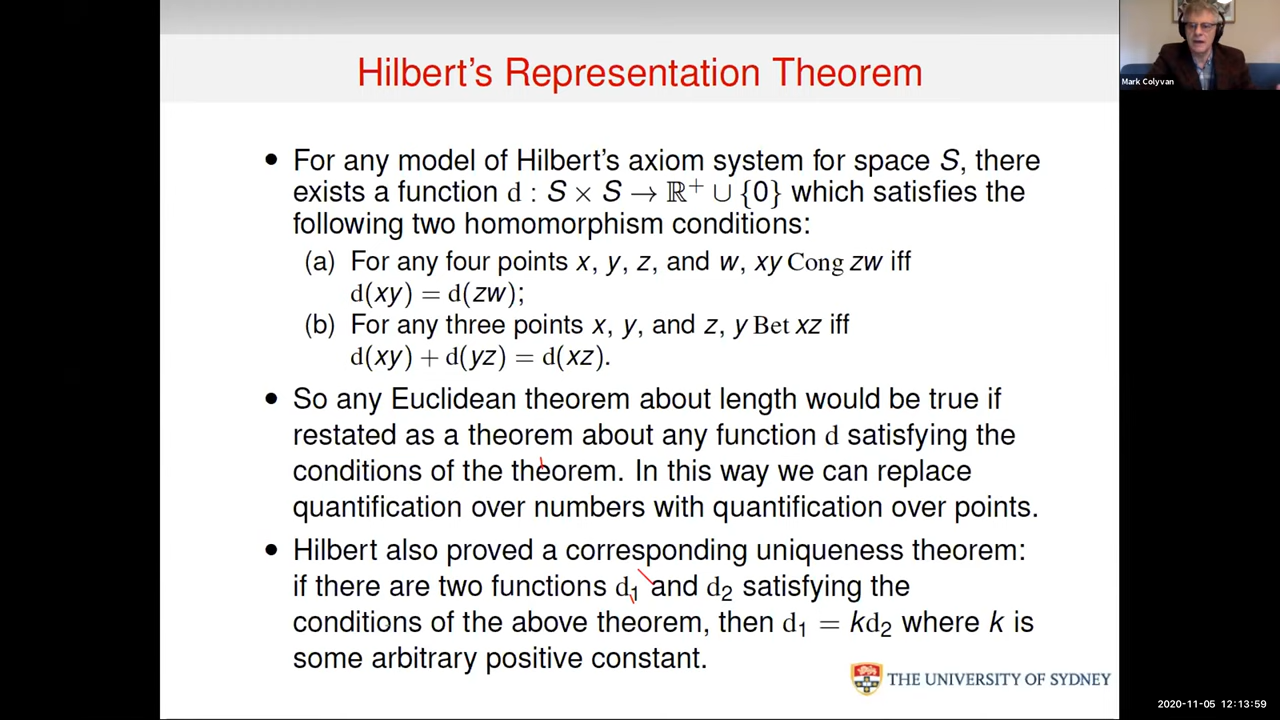 Hilbert's Representation Theorem
Mark Colyvan
• For any model of Hilbert's axiom system for space S, there
exists a function d : S × S → ℝ⁺ ∪ {0} which satisfies the
following two homomorphism conditions:
(a) For any four points x, y, z, and w, xy Cong zw iff
d(xy) = d(zw);
(b) For any three points x, y, and z, y Bet xz iff
d(xy) + d(yz) = d(xz).
• So any Euclidean theorem about length would be true if
restated as a theorem about any function d satisfying the
conditions of the theorem. In this way we can replace
quantification over numbers with quantification over points.
• Hilbert also proved a corresponding uniqueness theorem:
if there are two functions d₁ and d₂ satisfying the
conditions of the above theorem, then d₁ = kd₂ where k is
some arbitrary positive constant.
THE UNIVERSITY OF SYDNEY
2020-11-05 12:13:59